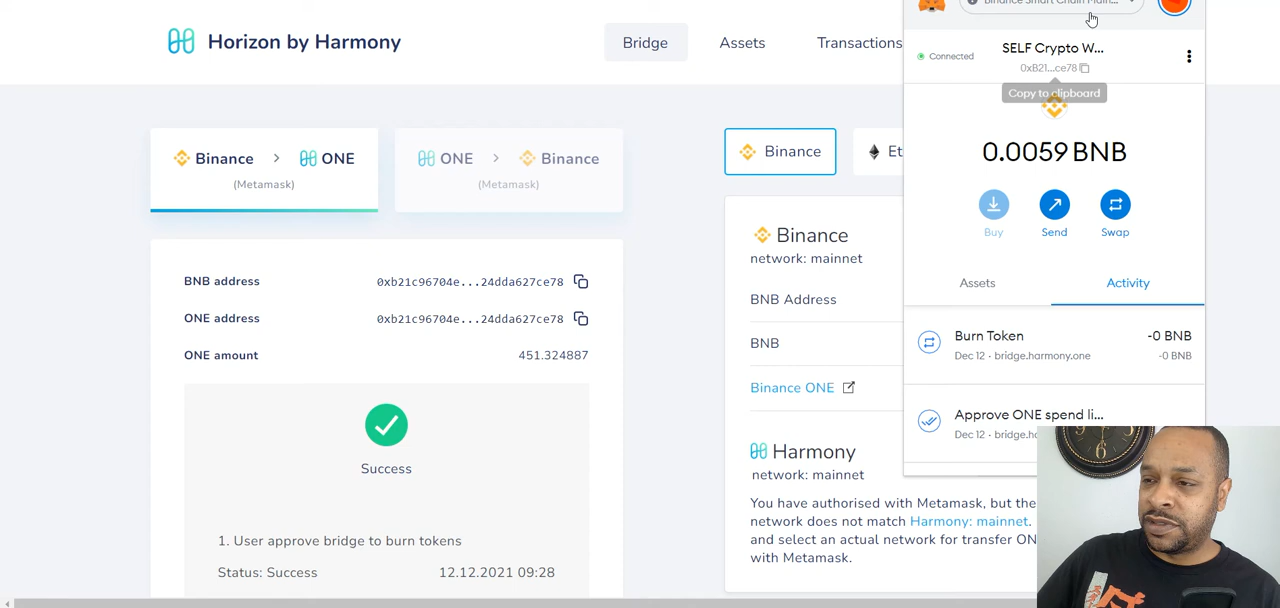 Horizon by Harmony
Bridge
Assets
Transactions
Binance > ONE
(Metamask)
ONE > Binance
(Metamask)
BNB address 0xb21c96704e...24dda627ce78
ONE address 0xb21c96704e...24dda627ce78
ONE amount 451.324887
Success
1. User approve bridge to burn tokens
Status: Success 12.12.2021 09:28
Binance
Et
Binance
network: mainnet
BNB Address
BNB
Binance ONE
Harmony
network: mainnet
You have authorised with Metamask, but the
network does not match Harmony: mainnet.
and select an actual network for transfer ON
with Metamask.
Binance Smart Chain Main...
Connected
SELF Crypto W...
0xB21...ce78
Copy to clipboard
0.0059 BNB
Buy
Send
Swap
Assets
Activity
Burn Token -0 BNB
Dec 12 · bridge.harmony.one -0 BNB
Approve ONE spend li...
Dec 12 · bridge.ha